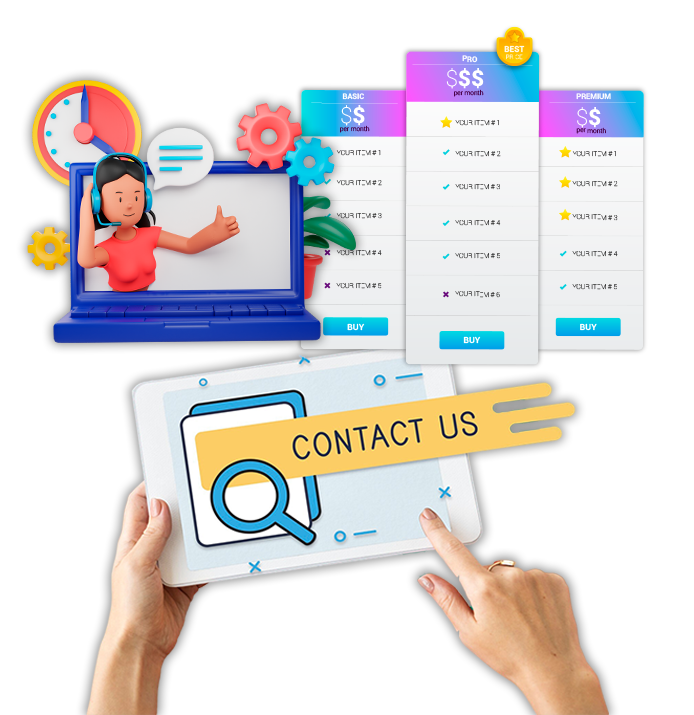 BEST
PRICE
BASIC
$$
per month
YOUR ITEM # 1
YOUR ITEM # 2
YOUR ITEM # 3
YOUR ITEM # 4
YOUR ITEM # 5
BUY
PRO
$$$
per month
YOUR ITEM # 1
YOUR ITEM # 2
YOUR ITEM # 3
YOUR ITEM # 4
YOUR ITEM # 5
YOUR ITEM # 6
BUY
PREMIUM
$$
per month
YOUR ITEM # 1
YOUR ITEM # 2
YOUR ITEM # 3
YOUR ITEM # 4
YOUR ITEM # 5
BUY
CONTACT US